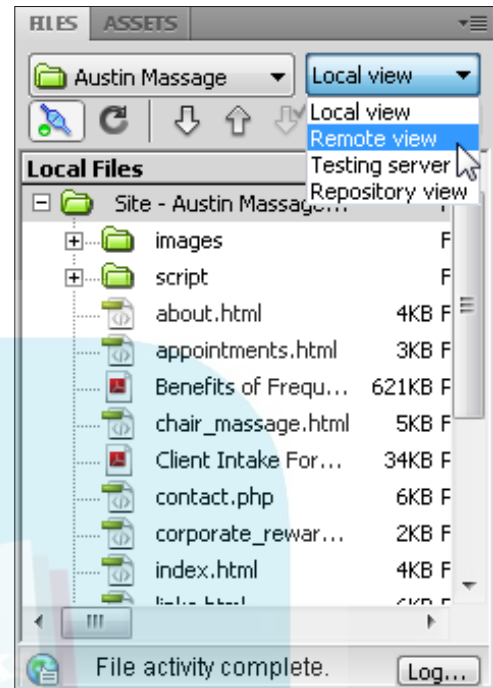 FILES ASSETS
Austin Massage Local view
Local view
Remote view
Testing server
Repository view
Local Files
Site - Austin Massage... F
images F
script F
about.html 4KB F
appointments.html 3KB F
Benefits of Frequ... 621KB F
chair_massage.html 5KB F
Client Intake For... 34KB F
contact.php 6KB F
corporate_rewar... 2KB F
index.html 4KB F
File activity complete. Log...